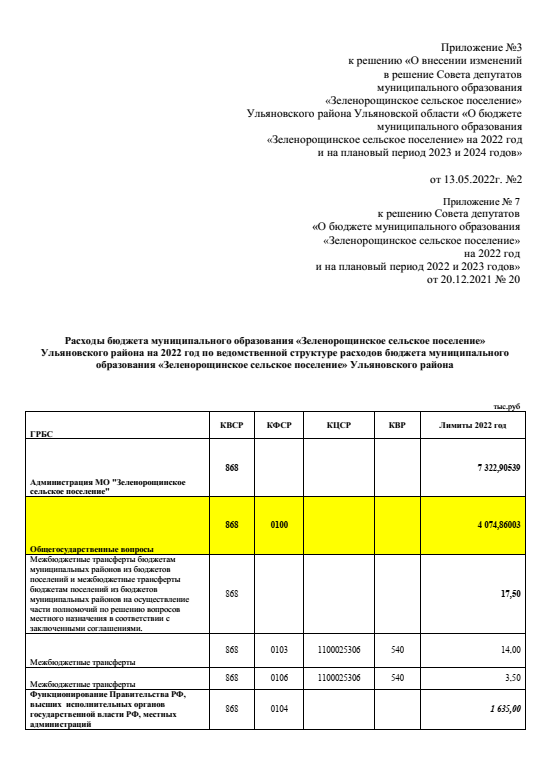 Приложение №3
к решению «О внесении изменений
в решение Совета депутатов
муниципального образования
«Зеленорощинское сельское поселение»
Ульяновского района Ульяновской области «О бюджете
муниципального образования
«Зеленорощинское сельское поселение» на 2022 год
и на плановый период 2023 и 2024 годов»
от 13.05.2022г. №2
Приложение № 7
к решению Совета депутатов
«О бюджете муниципального образования
«Зеленорощинское сельское поселение»
на 2022 год
и на плановый период 2022 и 2023 годов»
от 20.12.2021 № 20
Расходы бюджета муниципального образования «Зеленорощинское сельское поселение»
Ульяновского района на 2022 год по ведомственной структуре расходов бюджета муниципального
образования «Зеленорощинское сельское поселение» Ульяновского района
тыс.руб
ГРБС КВСР КФСР КЦСР КВР Лимиты 2022 год
868 7 322,90539
Администрация МО "Зеленорощинское
сельское поселение"
868 0100 4 074,86003
Общегосударственные вопросы
Межбюджетные трансферты бюджетам
муниципальных районов из бюджетов
поселений и межбюджетные трансферты
бюджетам поселений из бюджетов
муниципальных районов на осуществление
части полномочий по решению вопросов
местного назначения в соответствии с
заключенными соглашениями.
868 17,50
868 0103 1100025306 540 14.00
Межбюджетные трансферты
868 0106 1100025306 540 3.50
Межбюджетные трансферты
Функционирование Правительства РФ,
высших исполнительных органов
государственной власти РФ, местных
администраций
868 0104 1 635,00